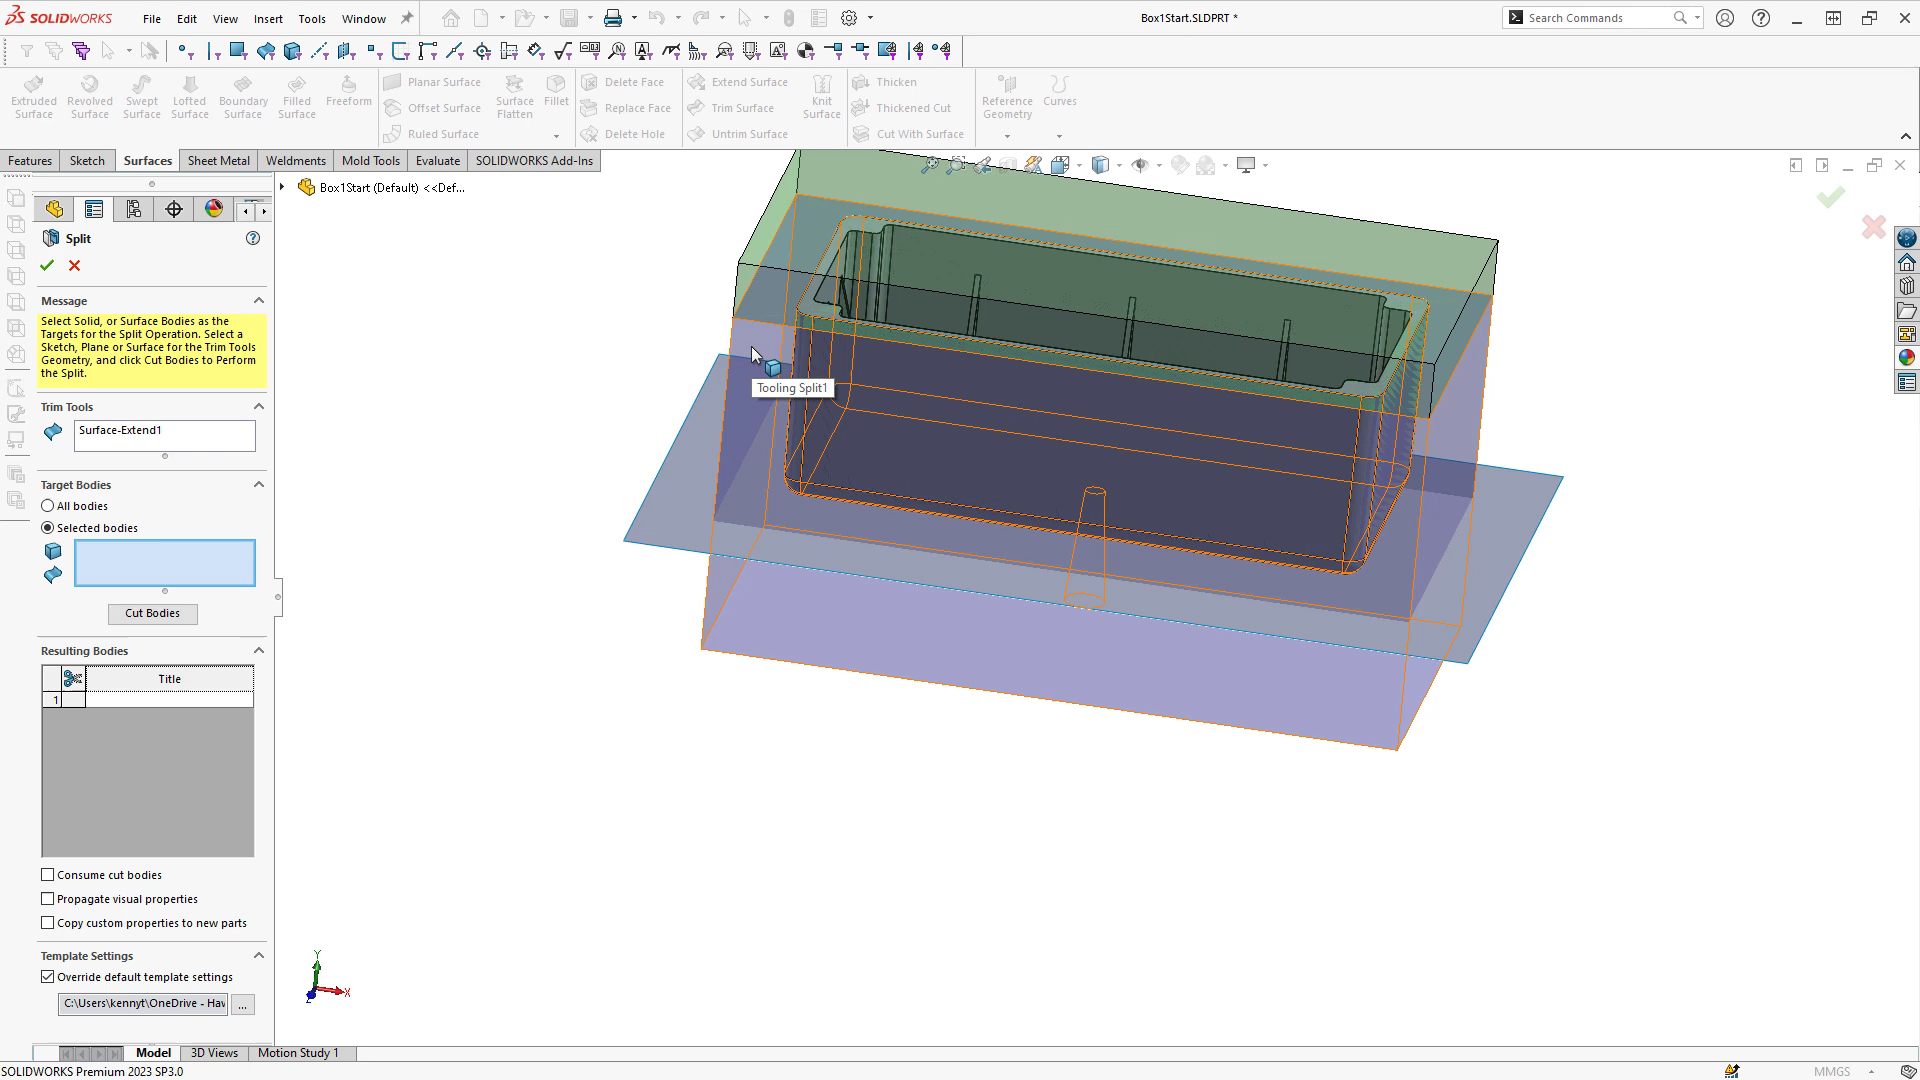 SOLIDWORKS
File Edit View Insert Tools Window
Box1Start.SLDPRT *
Search Commands
Extruded Surface
Revolved Surface
Swept Surface
Lofted Surface
Boundary Surface
Filled Surface
Freeform
Planar Surface
Offset Surface
Ruled Surface
Surface Flatten
Fillet
Delete Face
Replace Face
Delete Hole
Extend Surface
Trim Surface
Untrim Surface
Knit Surface
Thicken
Thickened Cut
Cut With Surface
Reference Geometry
Curves
Features Sketch Surfaces Sheet Metal Weldments Mold Tools Evaluate SOLIDWORKS Add-Ins
Box1Start (Default) <<Def...
Split
Message
Select Solid, or Surface Bodies as the
Targets for the Split Operation. Select a
Sketch, Plane or Surface for the Trim Tools
Geometry, and click Cut Bodies to Perform
the Split.
Trim Tools
Surface-Extend1
Target Bodies
All bodies
Selected bodies
Cut Bodies
Resulting Bodies
Title
1
Consume cut bodies
Propagate visual properties
Copy custom properties to new parts
Template Settings
Override default template settings
C:\Users\kennyt\OneDrive - Hav
...
Tooling Split1
Y
X
Z
Model 3D Views Motion Study 1
SOLIDWORKS Premium 2023 SP3.0
MMGS